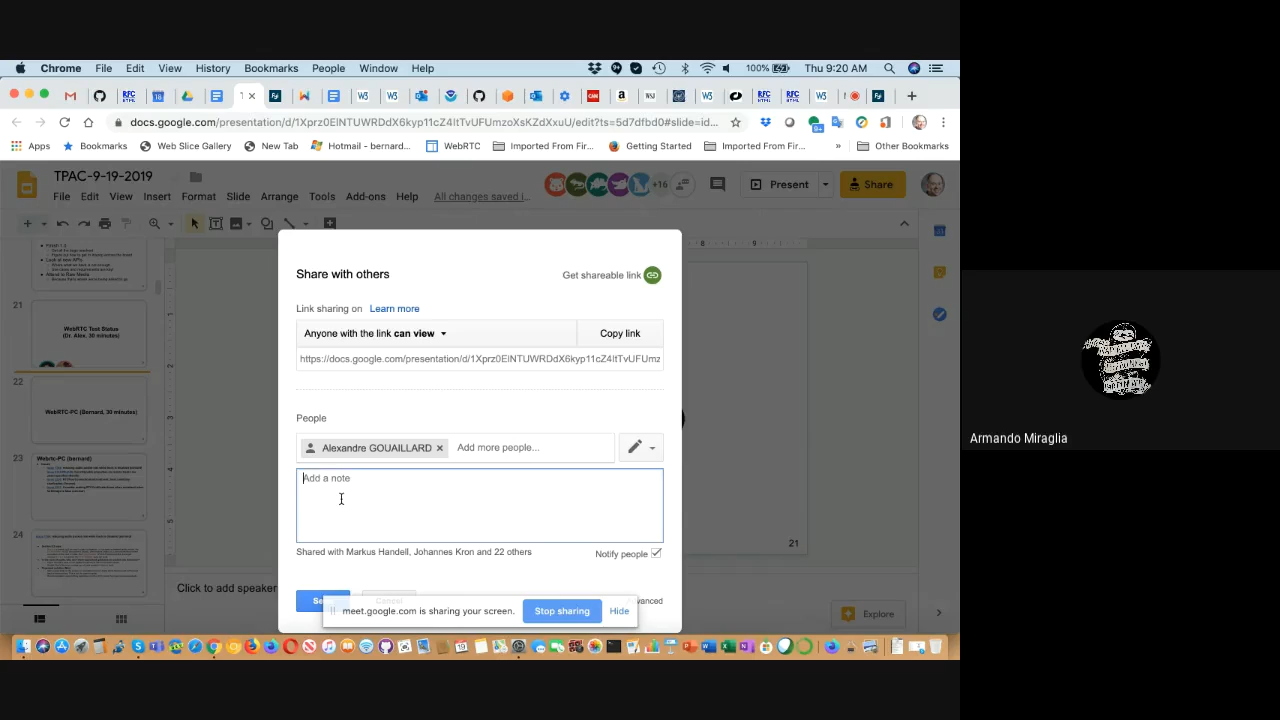 Chrome File Edit View History Bookmarks People Window Help 100% Thu 9:20 AM
docs.google.com/presentation/d/1Xprz0ElNTUWRDdX6kyp11cZ4ltTvUFUmzoXsKZdXxuU/edit?ts=5d7dfbd0#slide=id...
Apps Bookmarks Web Slice Gallery New Tab Hotmail - bernard... WebRTC Imported From Fir... Getting Started Imported From Fir... » Other Bookmarks
TPAC-9-19-2019
File Edit View Insert Format Slide Arrange Tools Add-ons Help All changes saved i...
+16
Present
Share
Share with others
Get shareable link
Link sharing on Learn more
Anyone with the link can view
Copy link
https://docs.google.com/presentation/d/1Xprz0ElNTUWRDdX6kyp11cZ4ltTvUFUmz
People
Alexandre GOUAILLARD × Add more people...
Add a note
Shared with Markus Handell, Johannes Kron and 22 others
Notify people
Cancel
meet.google.com is sharing your screen.
Stop sharing
Hide
21
WebRTC Test Status
(Dr. Alex, 30 minutes)
22
WebRTC-PC (Bernard, 30 minutes)
23
WebRTC-PC (bernard)
24
21
Click to add speaker
Explore
Armando Miraglia